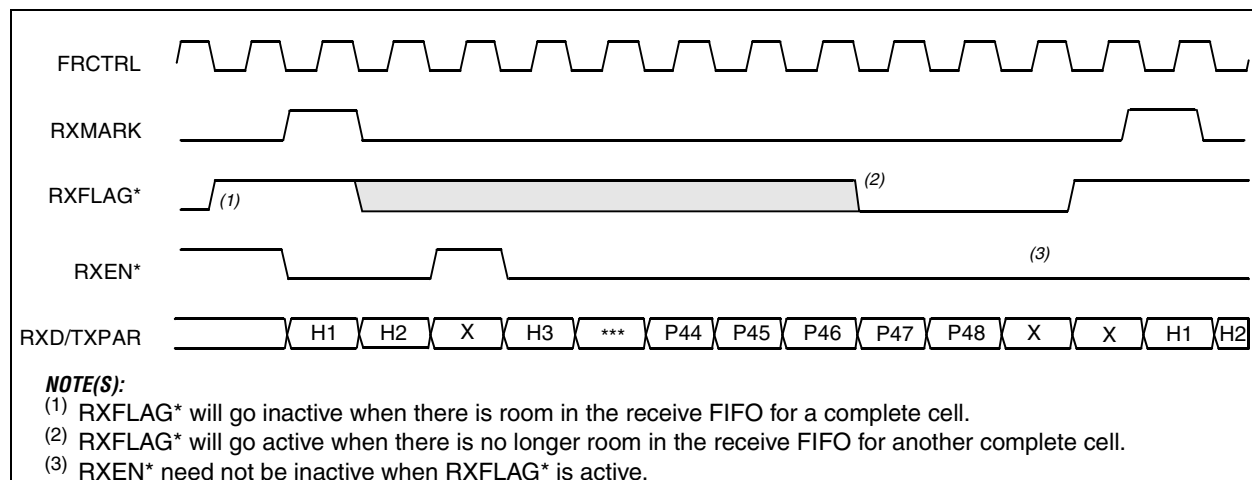 FRCTRL
RXMARK
RXFLAG*
(1)
(2)
RXEN*
(3)
RXD/TXPAR H1 H2 X H3 *** P44 P45 P46 P47 P48 X X H1 H2
NOTE(S):
(1) RXFLAG* will go inactive when there is room in the receive FIFO for a complete cell.
(2) RXFLAG* will go active when there is no longer room in the receive FIFO for another complete cell.
(3) RXEN* need not be inactive when RXFLAG* is active.